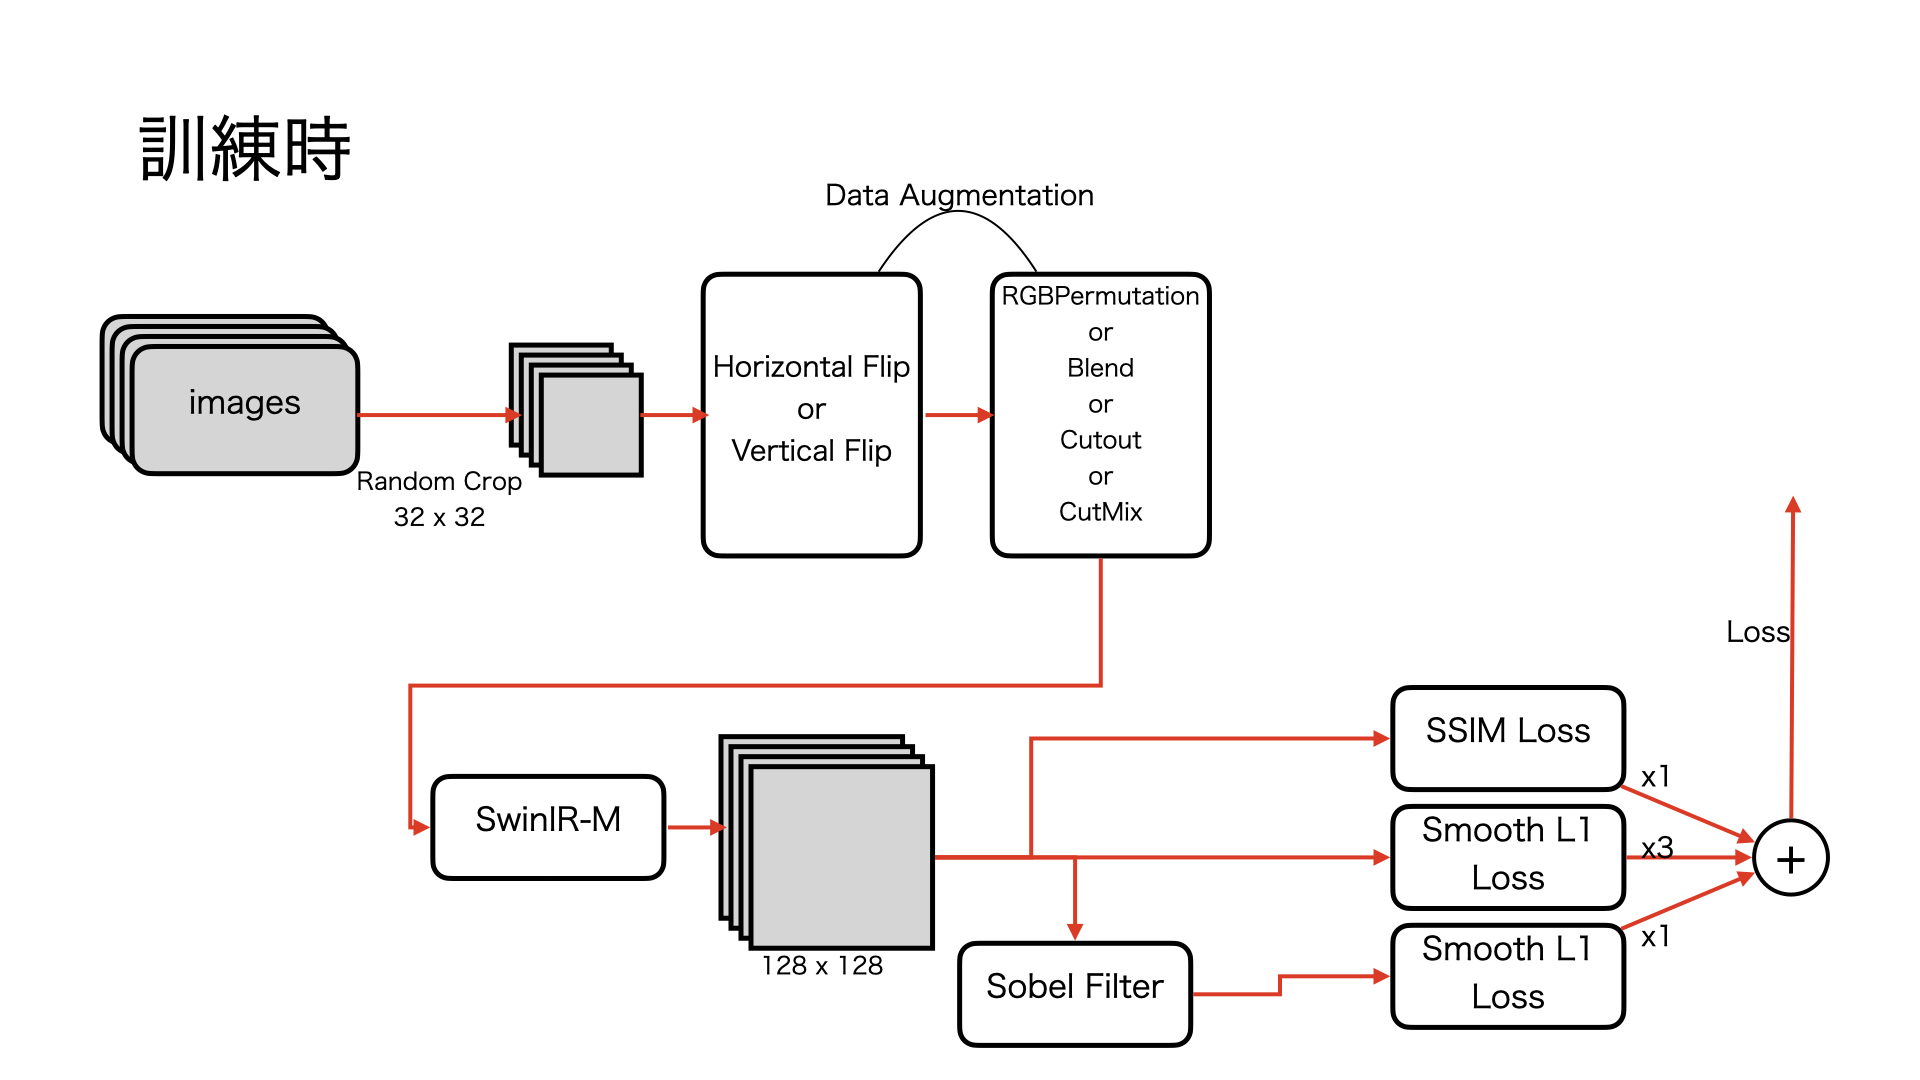 訓練時
Data Augmentation
images
Random Crop
32 x 32
Horizontal Flip
or
Vertical Flip
RGBPermutation
or
Blend
or
Cutout
or
CutMix
SwinIR-M
128 x 128
Sobel Filter
SSIM Loss
x1
Smooth L1
Loss
x3
Smooth L1
Loss
x1
+
Loss